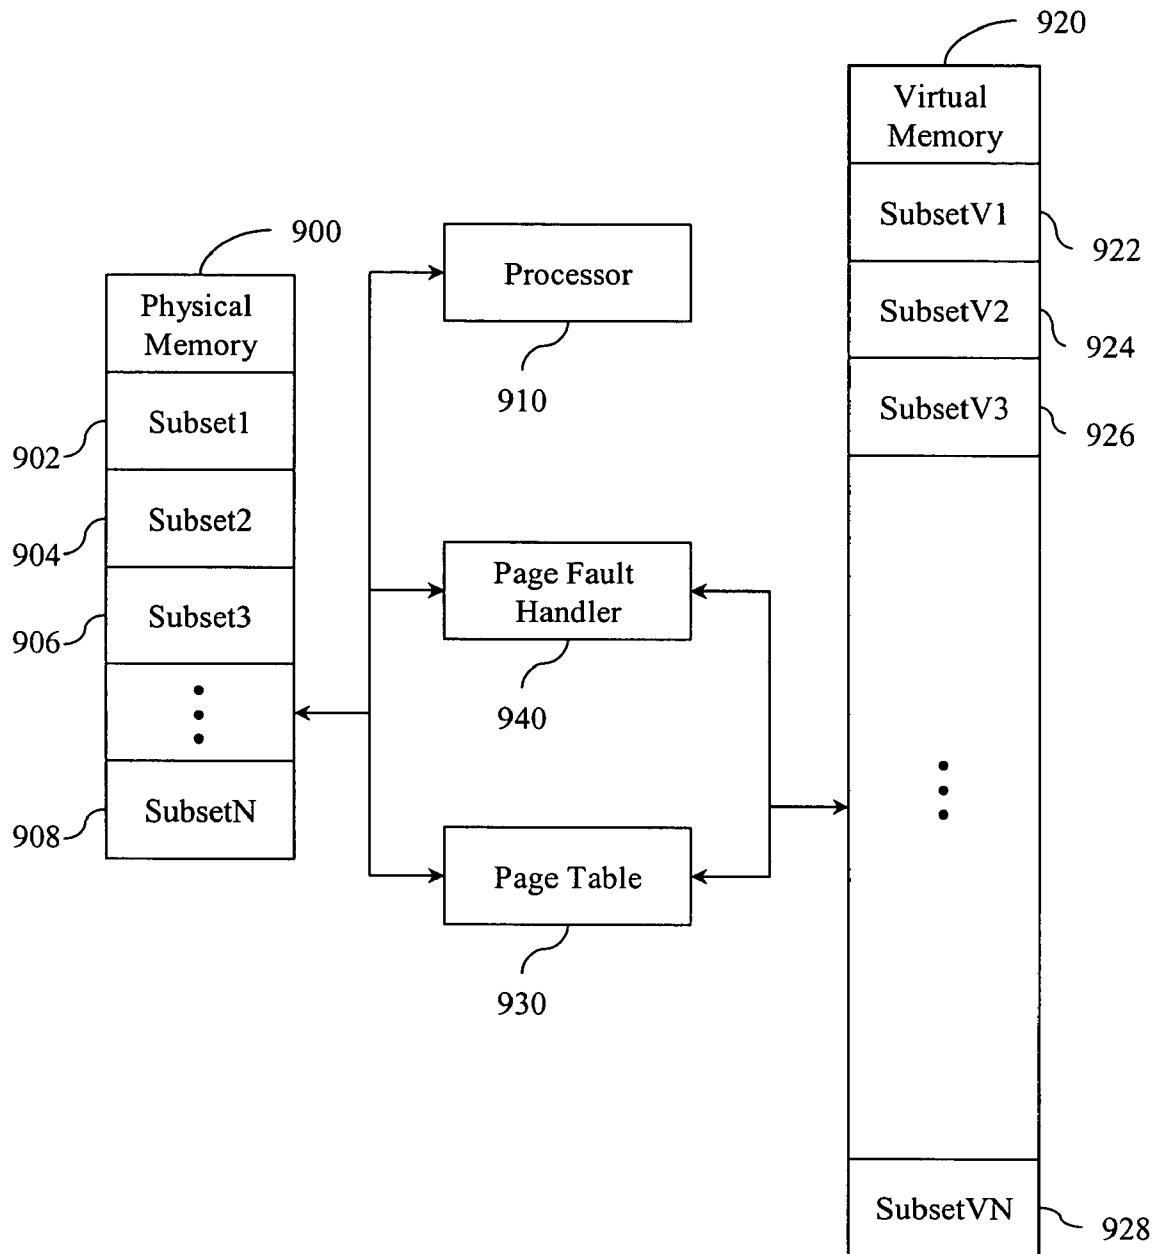 920
Virtual
Memory
SubsetV1
922
SubsetV2
924
SubsetV3
926
SubsetVN
928
900
Physical
Memory
Subset1
902
Subset2
904
Subset3
906
SubsetN
908
Processor
910
Page Fault
Handler
940
Page Table
930